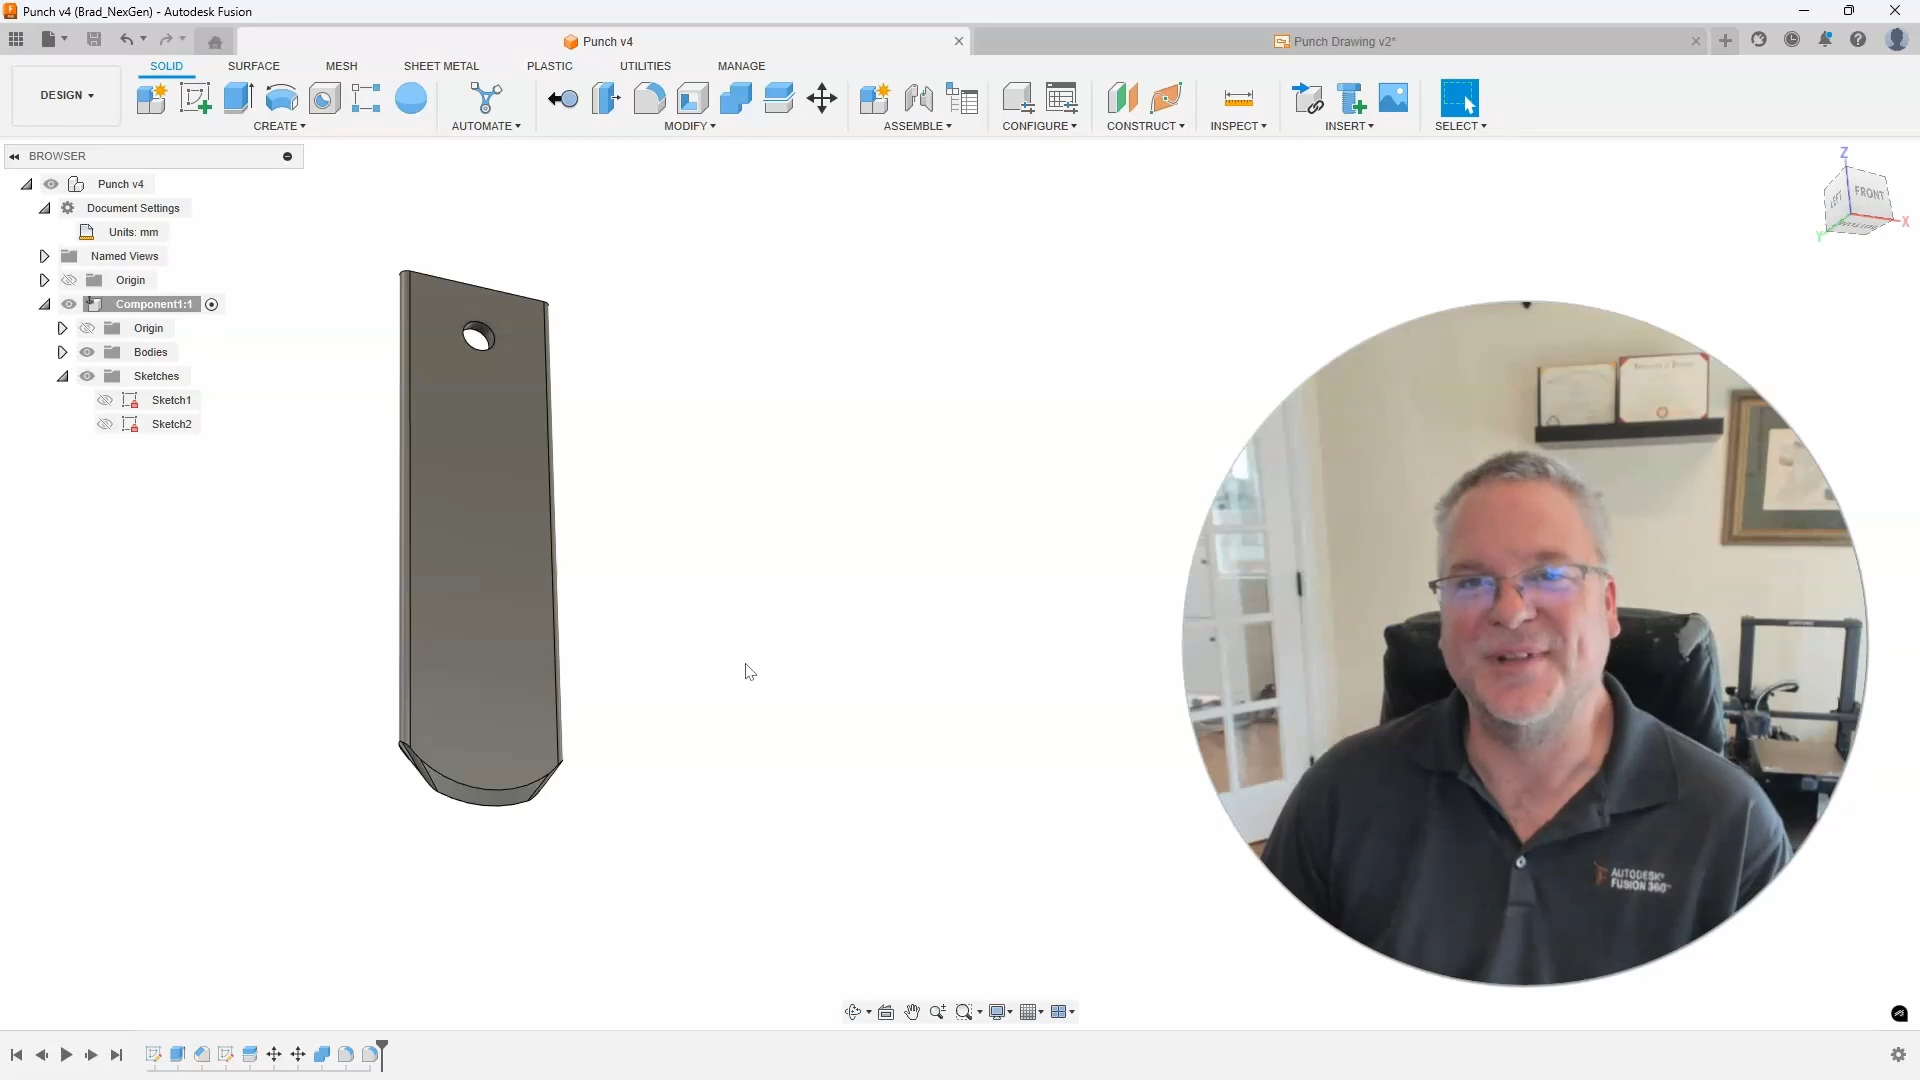 Punch v4 (Brad_NexGen) - Autodesk Fusion
Punch v4
Punch Drawing v2*
DESIGN
SOLID
SURFACE
MESH
SHEET METAL
PLASTIC
UTILITIES
MANAGE
CREATE
AUTOMATE
MODIFY
ASSEMBLE
CONFIGURE
CONSTRUCT
INSPECT
INSERT
SELECT
BROWSER
Punch v4
Document Settings
Units: mm
Named Views
Origin
Component1:1
Origin
Bodies
Sketches
Sketch1
Sketch2
Z
LEFT
FRONT
X
Y
AUTODESK
FUSION 360